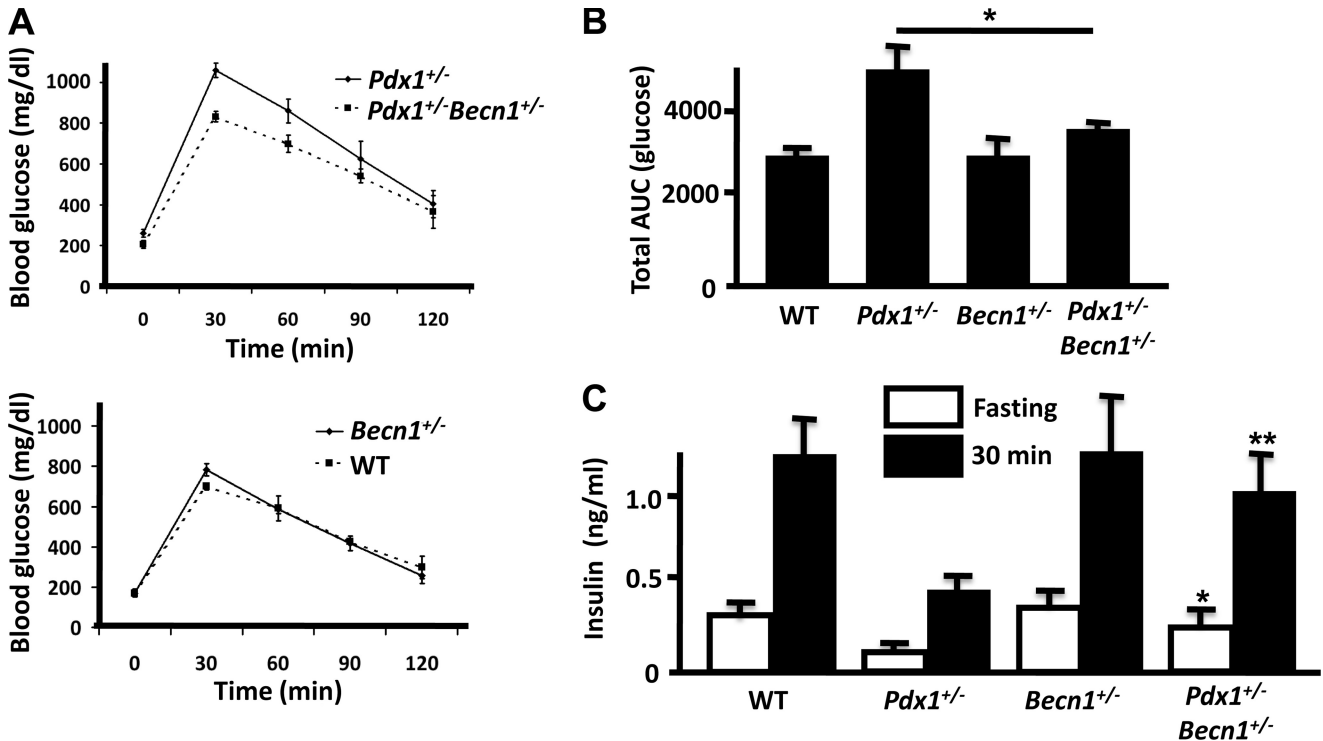 A
Blood glucose (mg/dl)
1000
800
600
400
200
0
Pdx1+/-
Pdx1+/-Becn1+/-
0 30 60 90 120
Time (min)
Blood glucose (mg/dl)
1000
800
600
400
200
0
Becn1+/-
WT
0 30 60 90 120
Time (min)
B
*
Total AUC (glucose)
4000
2000
0
WT Pdx1+/- Becn1+/- Pdx1+/-
Becn1+/-
C
Fasting
30 min
Insulin (ng/ml)
1.0
0.5
0
* **
WT Pdx1+/- Becn1+/- Pdx1+/-
Becn1+/-